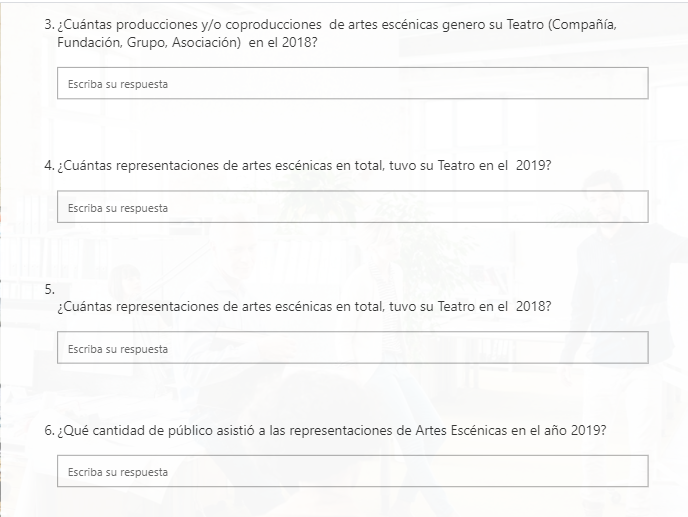 3. ¿Cuántas producciones y/o coproducciones de artes escénicas genero su Teatro (Compañía,
Fundación, Grupo, Asociación) en el 2018?
Escriba su respuesta
4. ¿Cuántas representaciones de artes escénicas en total, tuvo su Teatro en el 2019?
Escriba su respuesta
5.
¿Cuántas representaciones de artes escénicas en total, tuvo su Teatro en el 2018?
Escriba su respuesta
6. ¿Qué cantidad de público asistió a las representaciones de Artes Escénicas en el año 2019?
Escriba su respuesta